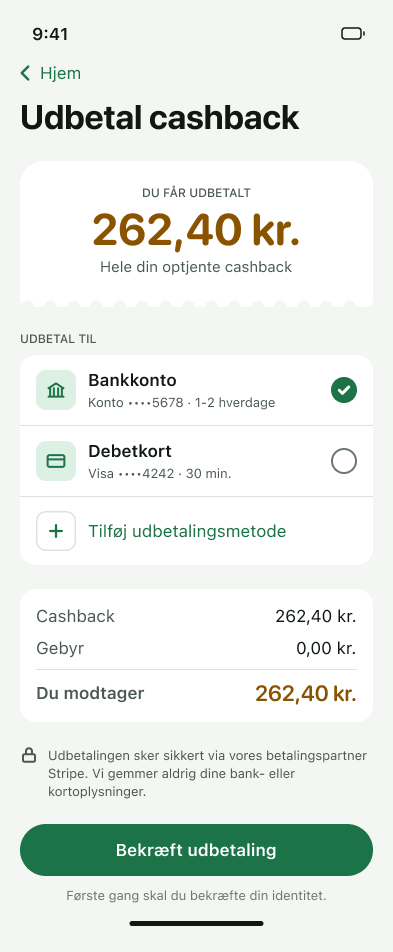 9:41
Hjem
Udbetal cashback
DU FÅR UDBETALT
262,40 kr.
Hele din optjente cashback
UDBETAL TIL
Bankkonto
Konto ••••5678 · 1-2 hverdage
Debetkort
Visa ••••4242 · 30 min.
Tilføj udbetalingsmetode
Cashback 262,40 kr.
Gebyr 0,00 kr.
Du modtager 262,40 kr.
Udbetalingen sker sikkert via vores betalingspartner
Stripe. Vi gemmer aldrig dine bank- eller
kortoplysninger.
Bekræft udbetaling
Første gang skal du bekræfte din identitet.